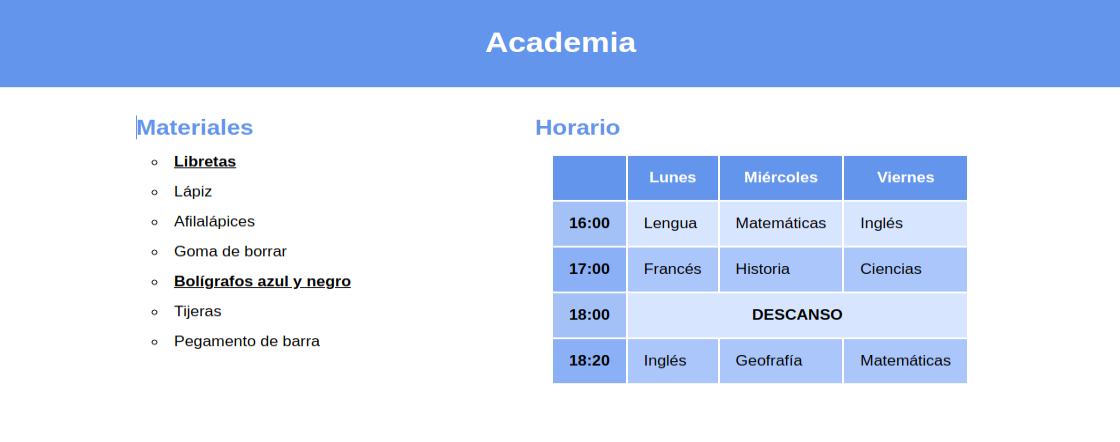 Academia
Materiales
Libretas
Lápiz
Afilalápices
Goma de borrar
Bolígrafos azul y negro
Tijeras
Pegamento de barra
Horario
Lunes Miércoles Viernes
16:00 Lengua Matemáticas Inglés
17:00 Francés Historia Ciencias
18:00 DESCANSO
18:20 Inglés Geofrafía Matemáticas